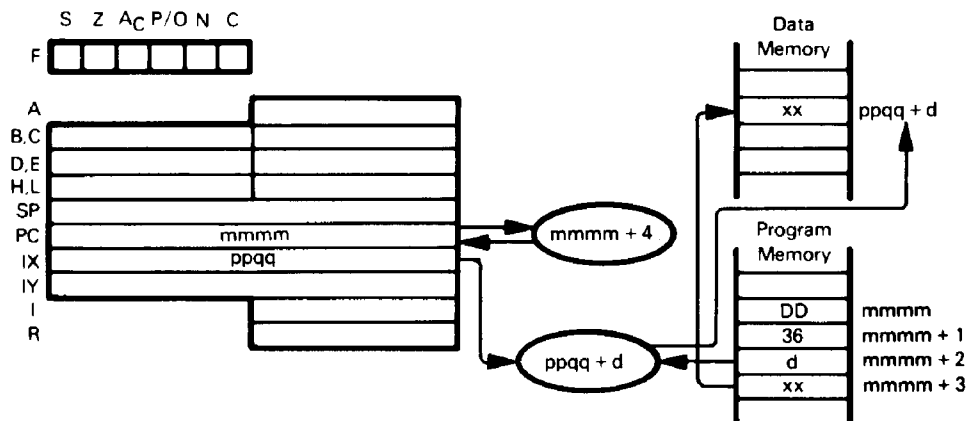 S Z AC P/O N C
F
A
B,C
D,E
H,L
SP
PC mmmm
IX ppqq
IY
I
R
mmmm + 4
ppqq + d
Data
Memory
xx ppqq + d
Program
Memory
DD mmmm
36 mmmm + 1
d mmmm + 2
xx mmmm + 3